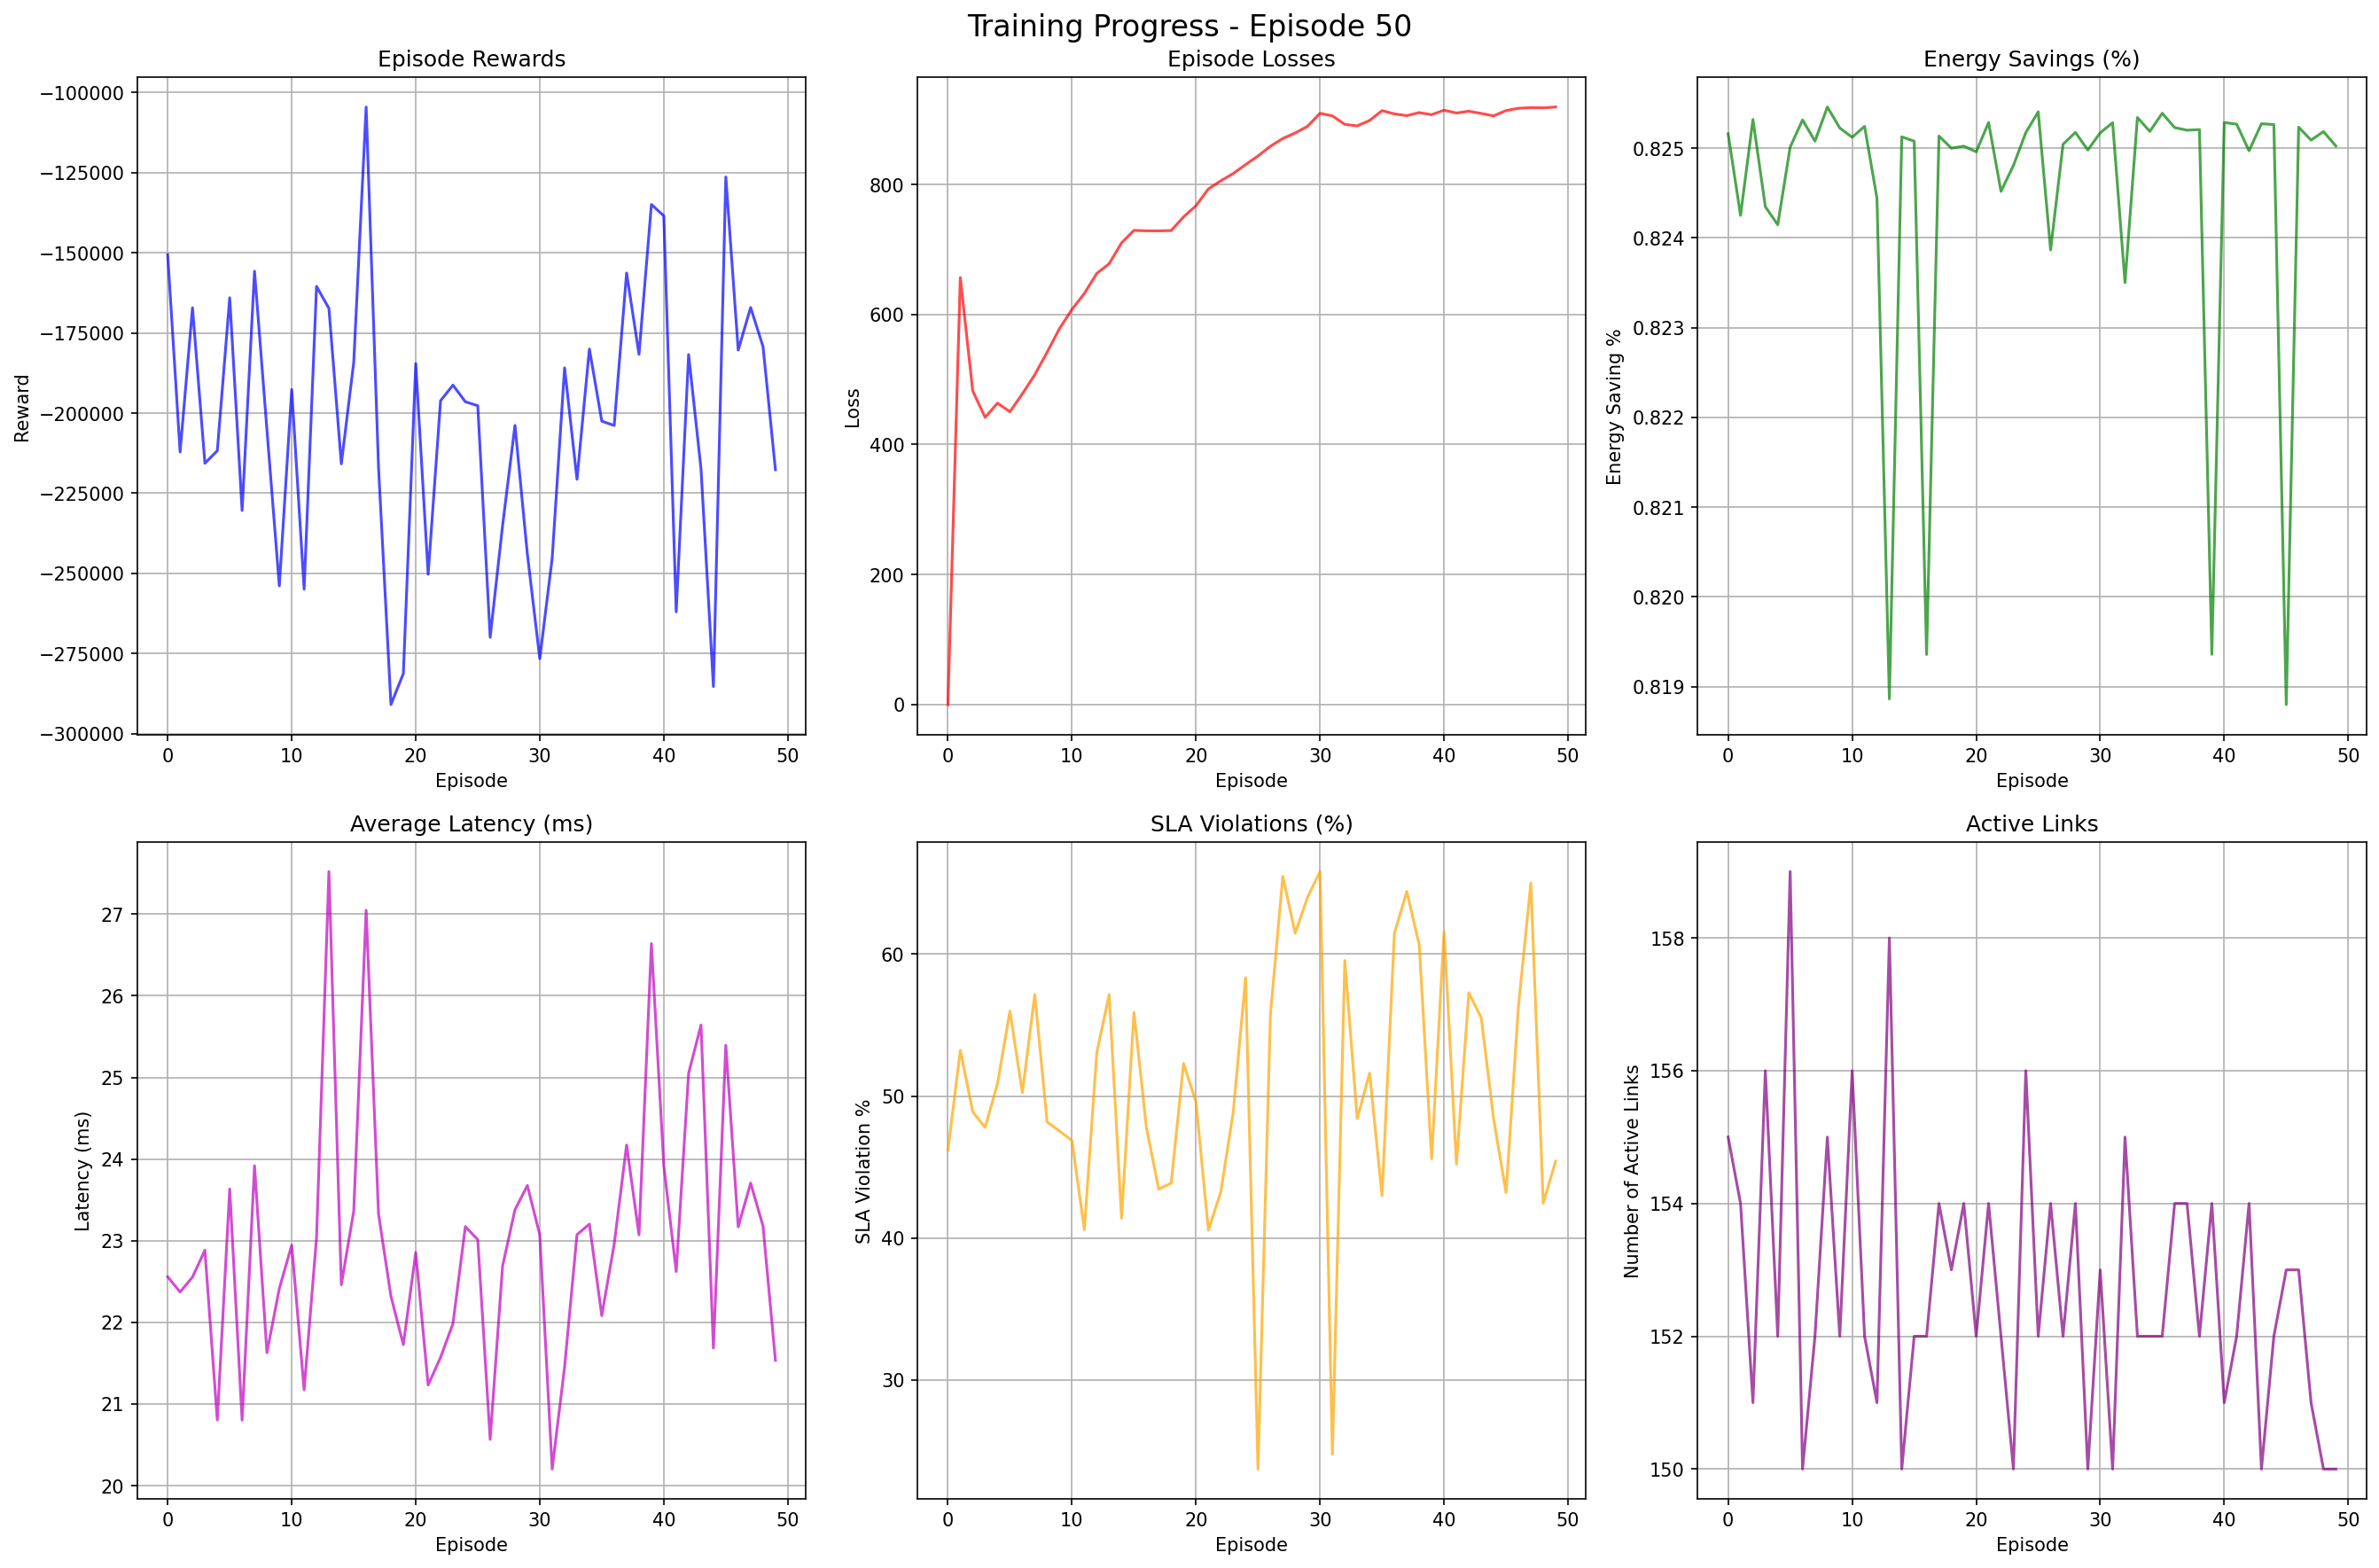 Training Progress - Episode 50
Episode Rewards
−100000
−125000
−150000
−175000
−200000
−225000
−250000
−275000
−300000
Reward
0 10 20 30 40 50
Episode
Episode Losses
800
600
400
200
0
Loss
0 10 20 30 40 50
Episode
Energy Savings (%)
0.825
0.824
0.823
0.822
0.821
0.820
0.819
Energy Saving %
0 10 20 30 40 50
Episode
Average Latency (ms)
27
26
25
24
23
22
21
20
Latency (ms)
0 10 20 30 40 50
Episode
SLA Violations (%)
60
50
40
30
SLA Violation %
0 10 20 30 40 50
Episode
Active Links
158
156
154
152
150
Number of Active Links
0 10 20 30 40 50
Episode